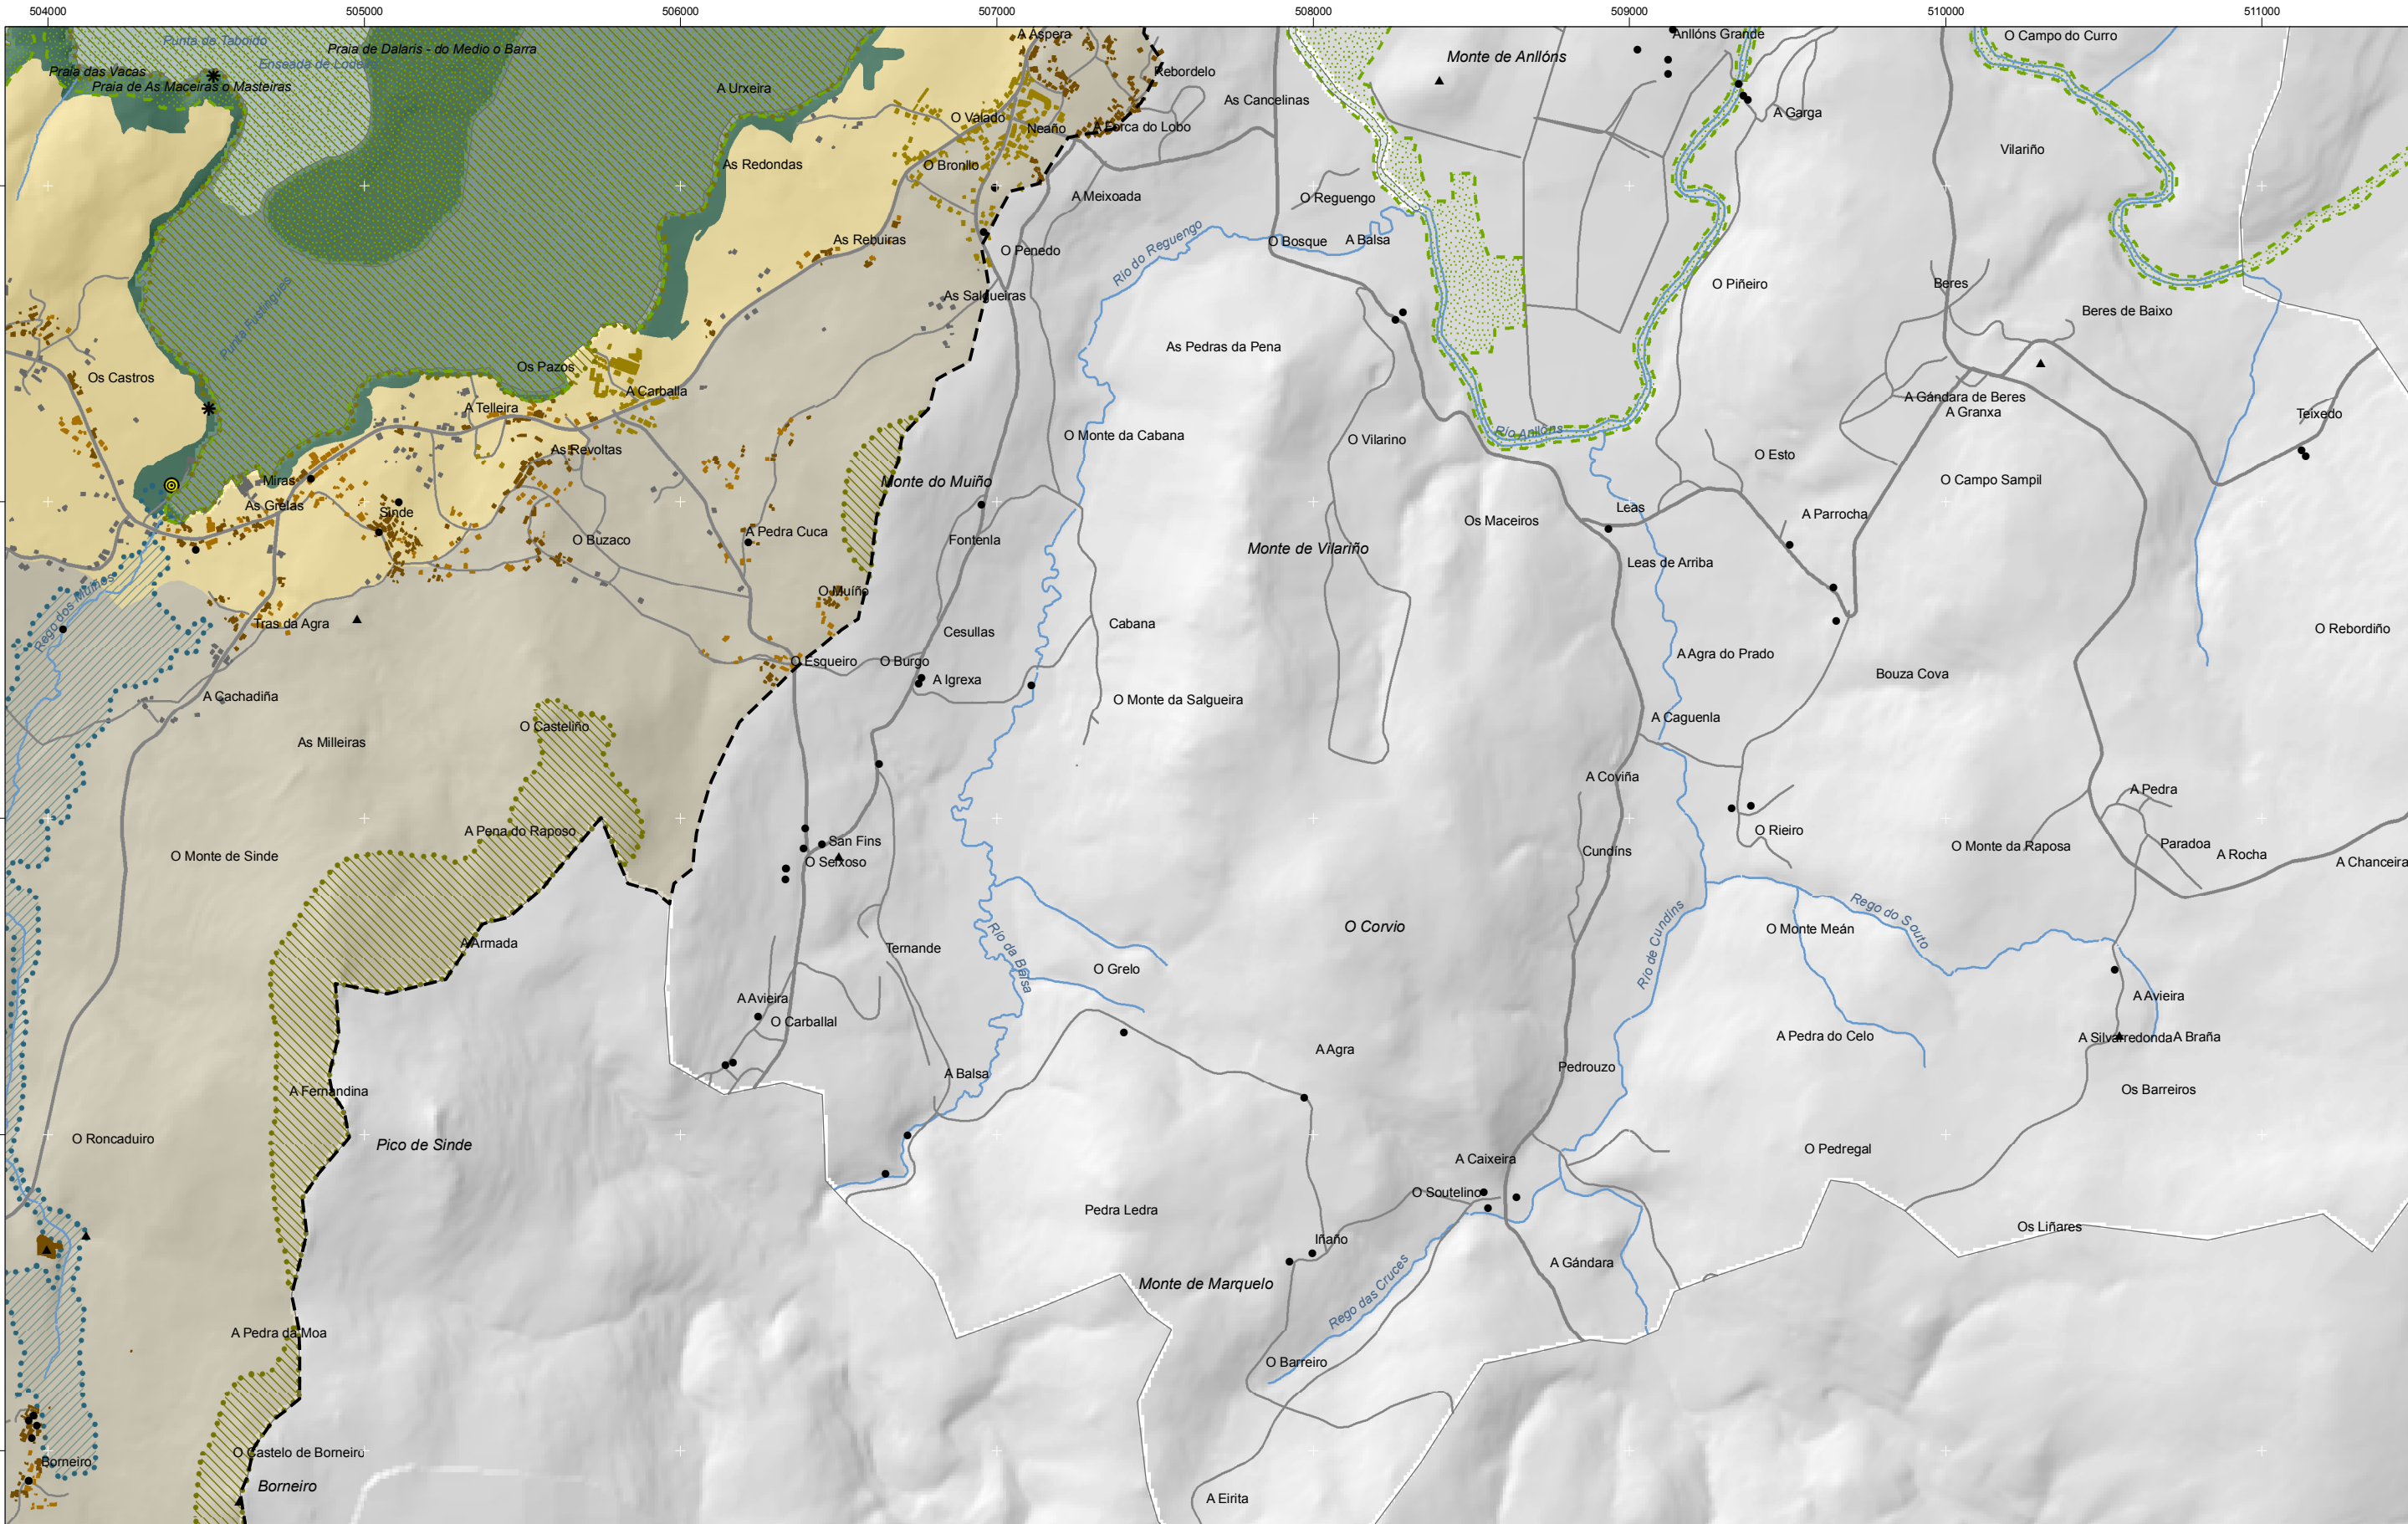 504000
505000
506000
507000
508000
509000
510000
511000
Punta de Taboido
Praia de Dalaris - do Medio o Barra
A Aspera
Anllóns Grande
O Campo do Curro
Praia das Vacas
Enseada de Lodeiro
Rebordelo
Monte de Anllóns
Praia de As Maceiras o Masteiras
A Urxeira
As Cancelinas
O Valado
Neaño
A Forca do Lobo
A Garga
Vilariño
As Redondas
O Bronllo
A Meixoada
O Reguengo
As Rebuiras
O Penedo
Río do Reguengo
O Bosque
A Balsa
As Salgueiras
O Piñeiro
Beres
Beres de Baixo
Punta Fustingues
Os Pazos
As Pedras da Pena
Os Castros
A Carballa
A Telleira
A Gándara de Beres
A Granxa
Teixedo
O Monte da Cabana
O Vilarino
Río Anllóns
As Revoltas
O Esto
Miras
Monte do Muiño
O Campo Sampil
As Grelas
Sinde
Leas
A Parrocha
Os Maceiros
A Pedra Cuca
O Buzaco
Fontenla
Monte de Vilariño
Leas de Arriba
Rego dos Muiños
O Muíño
Tras da Agra
Cesullas
Cabana
O Rebordiño
O Esqueiro
O Burgo
A Agra do Prado
A Igrexa
Bouza Cova
A Cachadiña
O Monte da Salgueira
A Caguenla
O Casteliño
As Milleiras
A Coviña
A Pedra
A Pena do Raposo
San Fins
O Rieiro
O Monte de Sinde
O Seixoso
Cundíns
O Monte da Raposa
Paradoa
A Rocha
A Chanceira
O Corvio
Rego do Souto
O Monte Meán
A Armada
Ternande
Río da Balsa
Río de Cundíns
O Grelo
A Avieira
A Avieira
O Carballal
A Pedra do Celo
A Silvarredonda
A Braña
A Agra
A Balsa
Pedrouzo
A Fernandina
Os Barreiros
O Roncaduiro
Pico de Sinde
O Pedregal
A Caixeira
O Soutelino
Pedra Ledra
Os Liñares
Iñaño
A Gándara
Monte de Marquelo
Rego das Cruces
A Pedra da Moa
O Barreiro
O Castelo de Borneiro
Borneiro
Borneiro
A Eirita